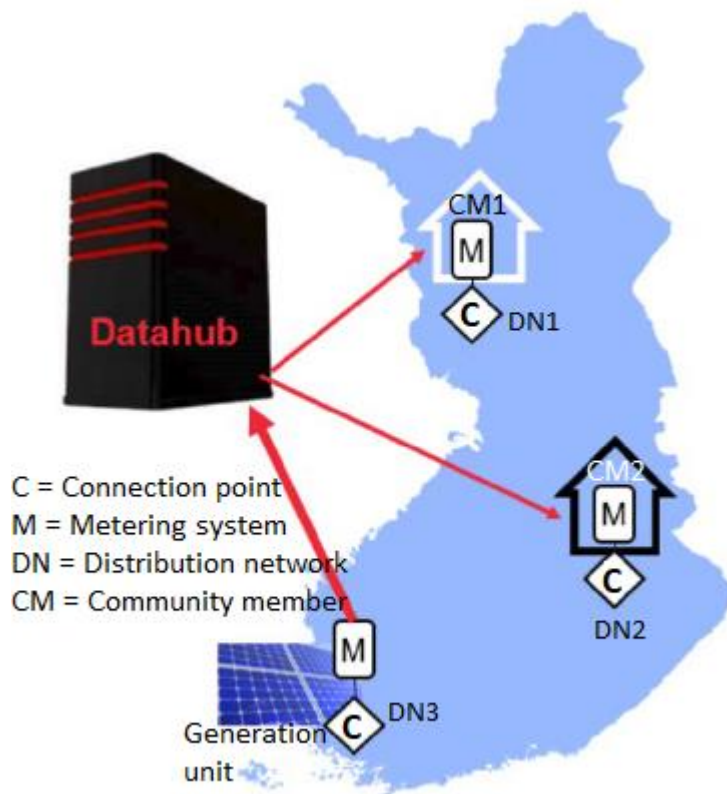 CM1
M
C
DN1
Datahub
CM2
M
C
DN2
C = Connection point
M = Metering system
DN = Distribution network
CM = Community member
M
C
DN3
Generation
unit